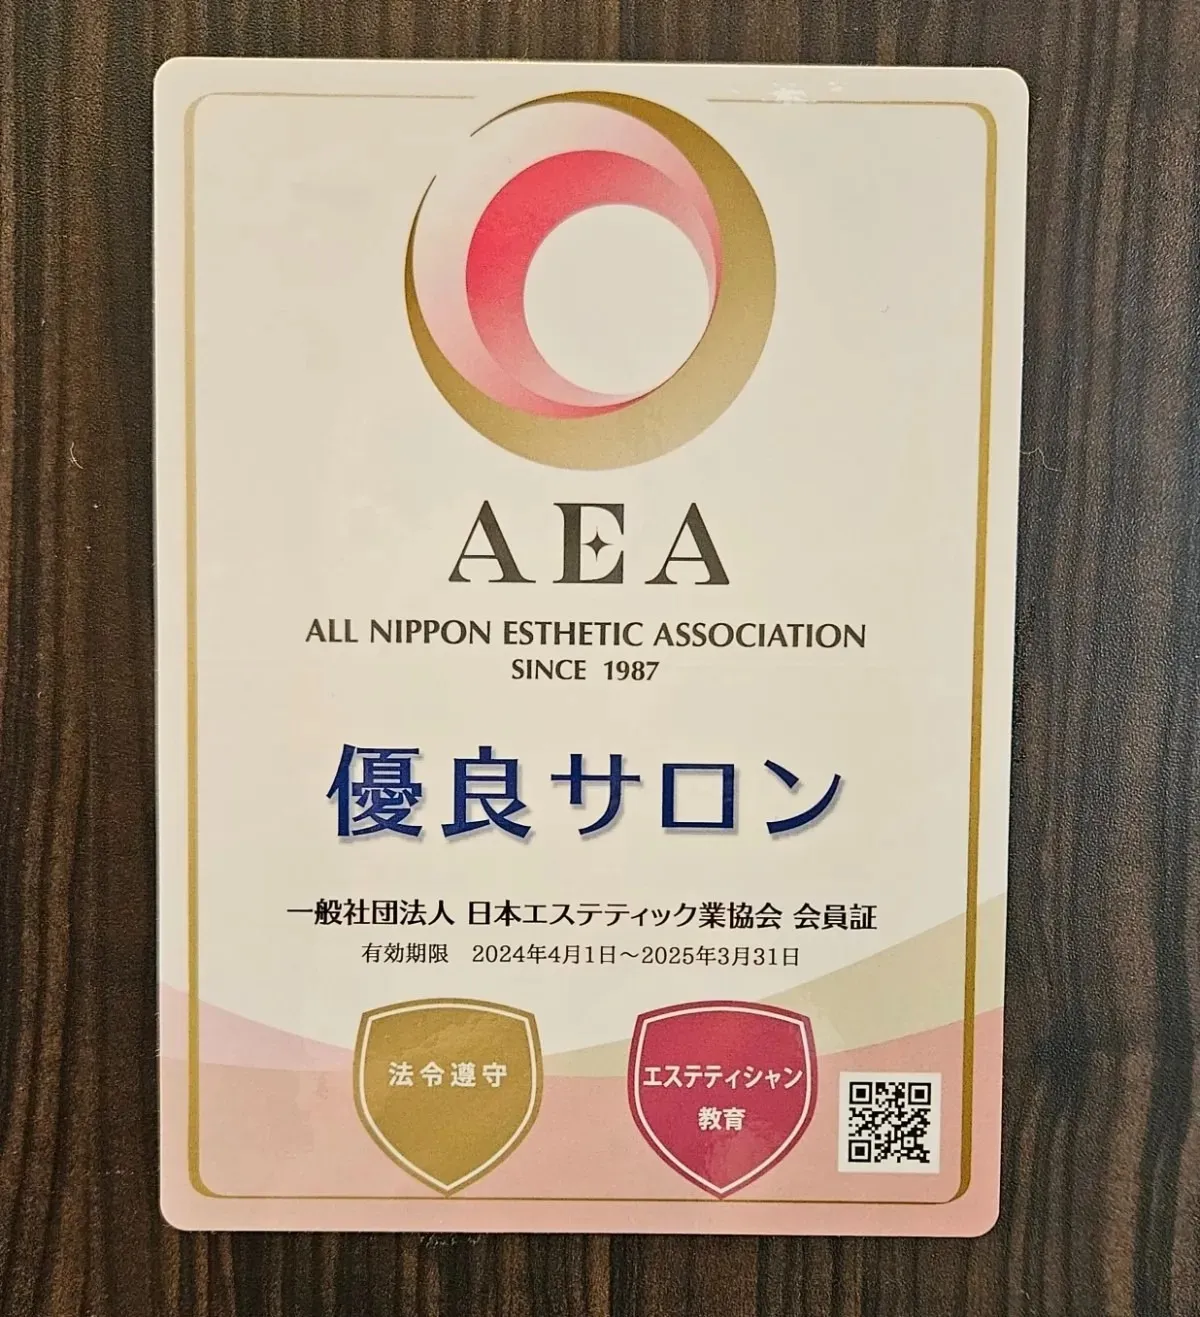 AEA
ALL NIPPON ESTHETIC ASSOCIATION
SINCE 1987
優良サロン
一般社団法人 日本エステティック業協会 会員証
有効期限 2024年4月1日～2025年3月31日
法令遵守
エステティシャン
教育